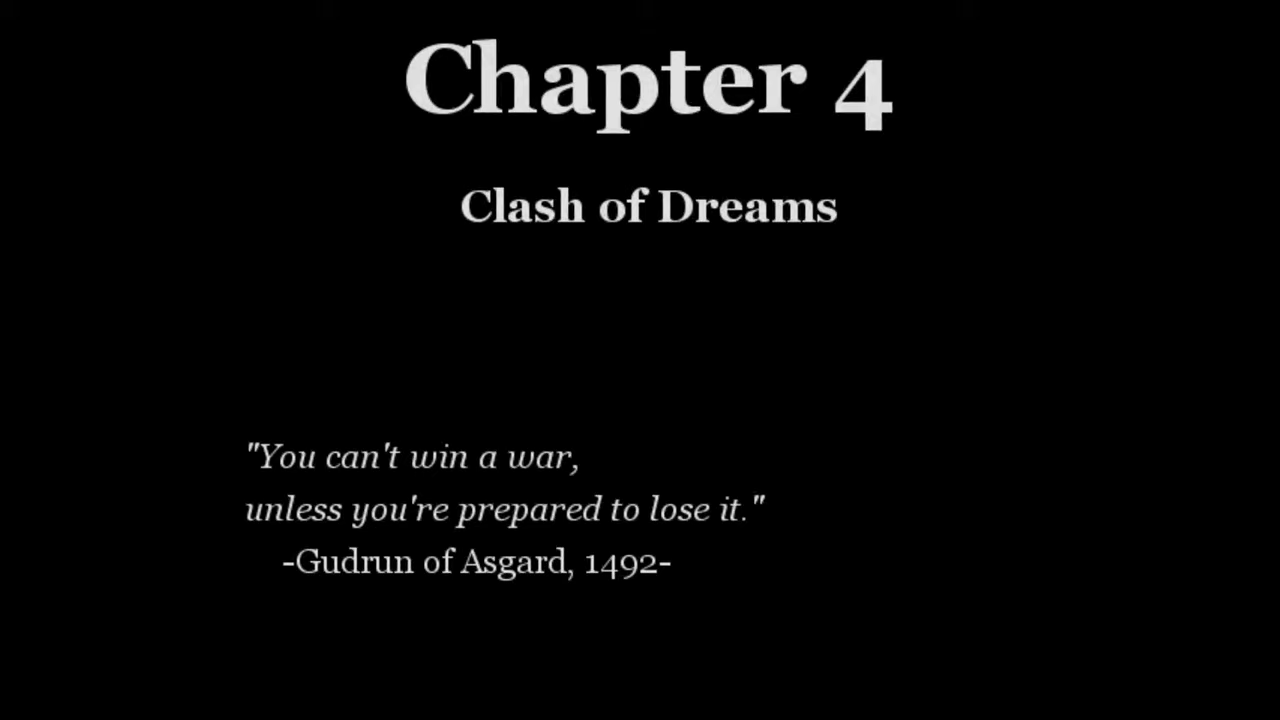 Chapter 4
Clash of Dreams
"You can't win a war,
unless you're prepared to lose it."
-Gudrun of Asgard, 1492-